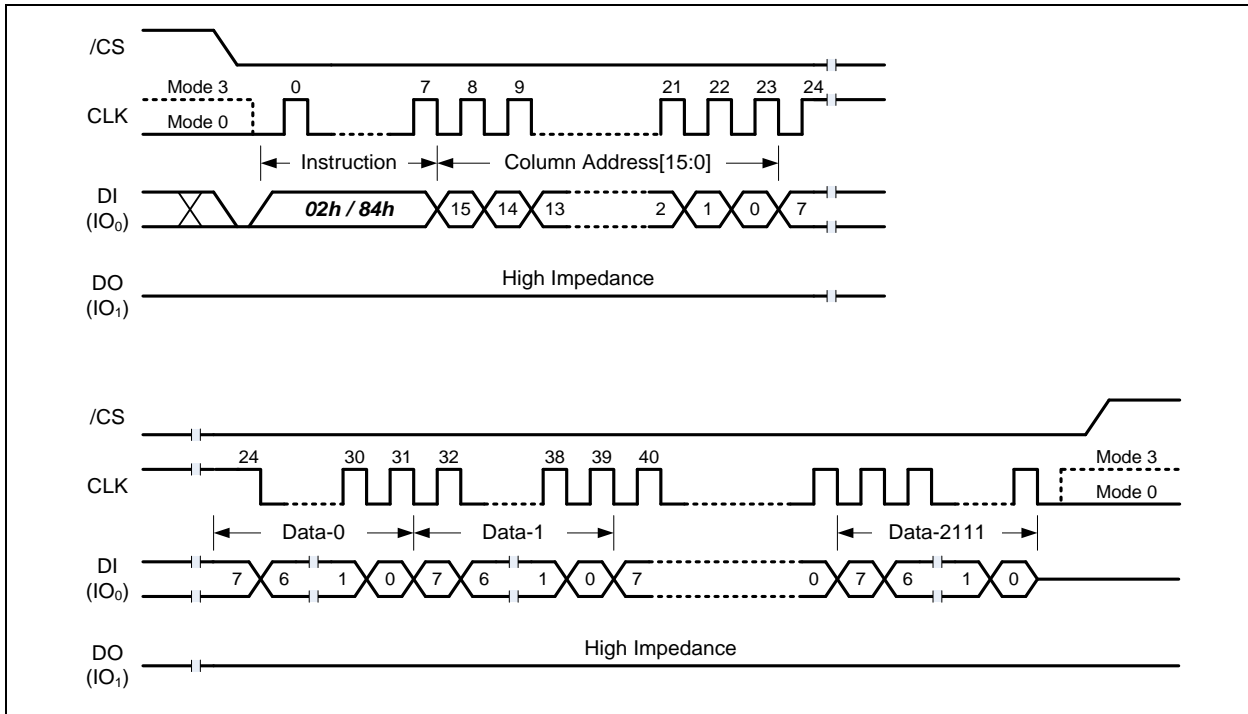 /CS
Mode 3 0 7 8 9 21 22 23 24
CLK
Mode 0
Instruction Column Address[15:0]
DI
(IO₀) 02h / 84h 15 14 13 2 1 0 7
High Impedance
DO
(IO₁)
/CS
24 30 31 32 38 39 40 Mode 3
CLK
Mode 0
Data-0 Data-1 Data-2111
DI
(IO₀) 7 6 1 0 7 6 1 0 7 0 7 6 1 0
High Impedance
DO
(IO₁)